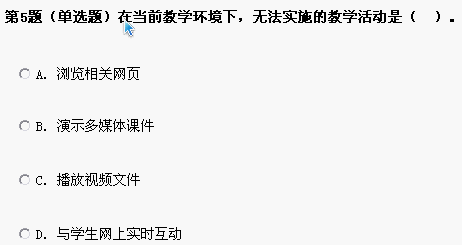 第5题（单选题）在当前教学环境下，无法实施的教学活动是（  ）。
A. 浏览相关网页
B. 演示多媒体课件
C. 播放视频文件
D. 与学生网上实时互动